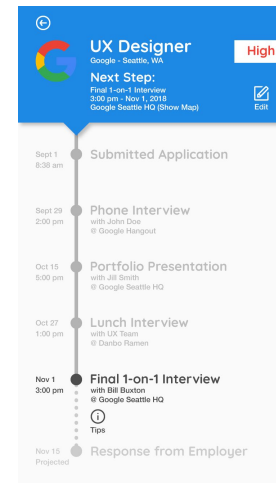 UX Designer
High
Google - Seattle, WA
Next Step:
Final 1-on-1 Interview
3:00 pm - Nov 1, 2018
Google Seattle HQ (Show Map)
Edit
Sept 1
8:38 am
Submitted Application
Sept 29
2:00 pm
Phone Interview
with John Doe
@ Google Hangout
Oct 15
5:00 pm
Portfolio Presentation
with Jill Smith
@ Google Seattle HQ
Oct 27
1:00 pm
Lunch Interview
with UX Team
@ Danbo Ramen
Nov 1
3:00 pm
Final 1-on-1 Interview
with Bill Buxton
@ Google Seattle HQ
Tips
Nov 15
Projected
Response from Employer